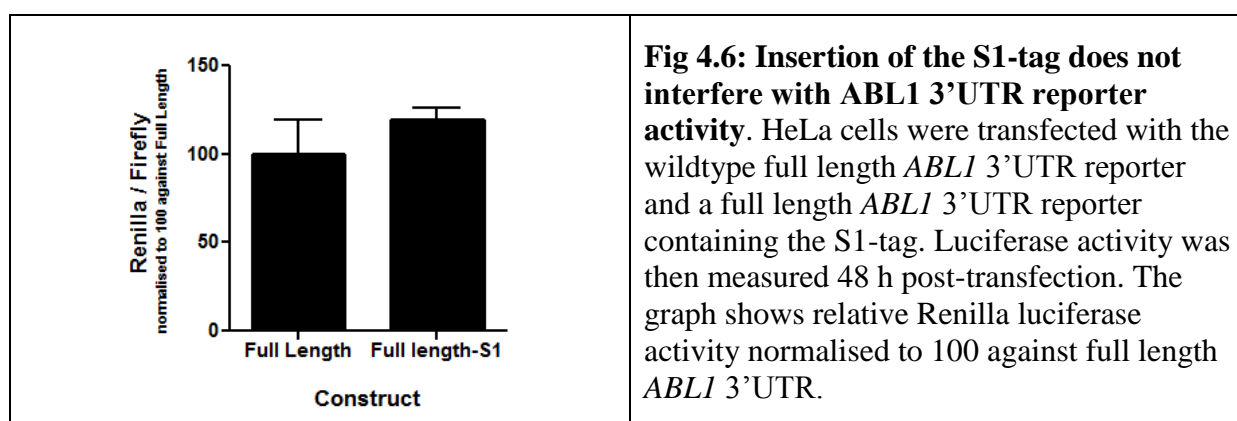 150
100
50
0
Renilla / Firefly
normalised to 100 against Full Length
Full Length Full length-S1
Construct
Fig 4.6: Insertion of the S1-tag does not
interfere with ABL1 3’UTR reporter
activity. HeLa cells were transfected with the
wildtype full length ABL1 3’UTR reporter
and a full length ABL1 3’UTR reporter
containing the S1-tag. Luciferase activity was
then measured 48 h post-transfection. The
graph shows relative Renilla luciferase
activity normalised to 100 against full length
ABL1 3’UTR.